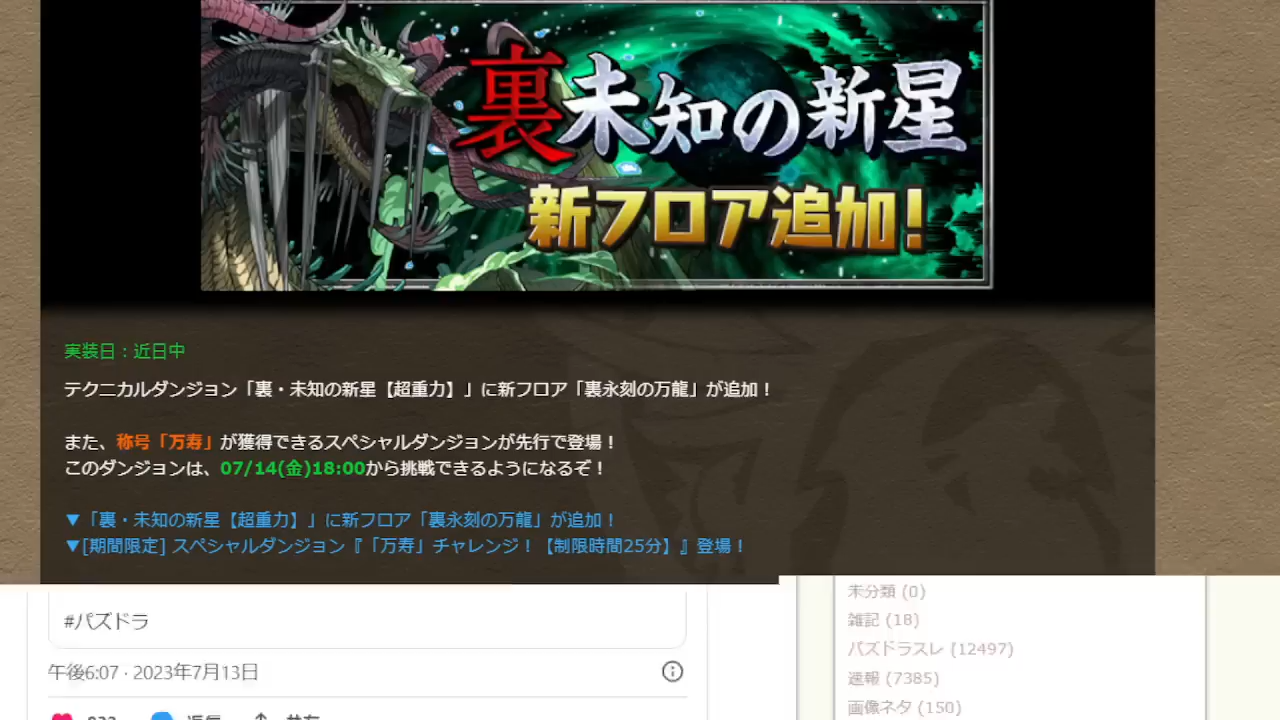 裏未知の新星
新フロア追加!
実装日：近日中
テクニカルダンジョン「裏・未知の新星【超重力】」に新フロア「裏永刻の万龍」が追加！
また、称号「万寿」が獲得できるスペシャルダンジョンが先行で登場！
このダンジョンは、07/14(金)18:00から挑戦できるようになるぞ！
▼「裏・未知の新星【超重力】」に新フロア「裏永刻の万龍」が追加！
▼[期間限定] スペシャルダンジョン『「万寿」チャレンジ！【制限時間25分】』登場！
#パズドラ
午後6:07 · 2023年7月13日
未分類 (0)
雑記 (18)
パズドラスレ (12497)
速報 (7385)
画像ネタ (150)